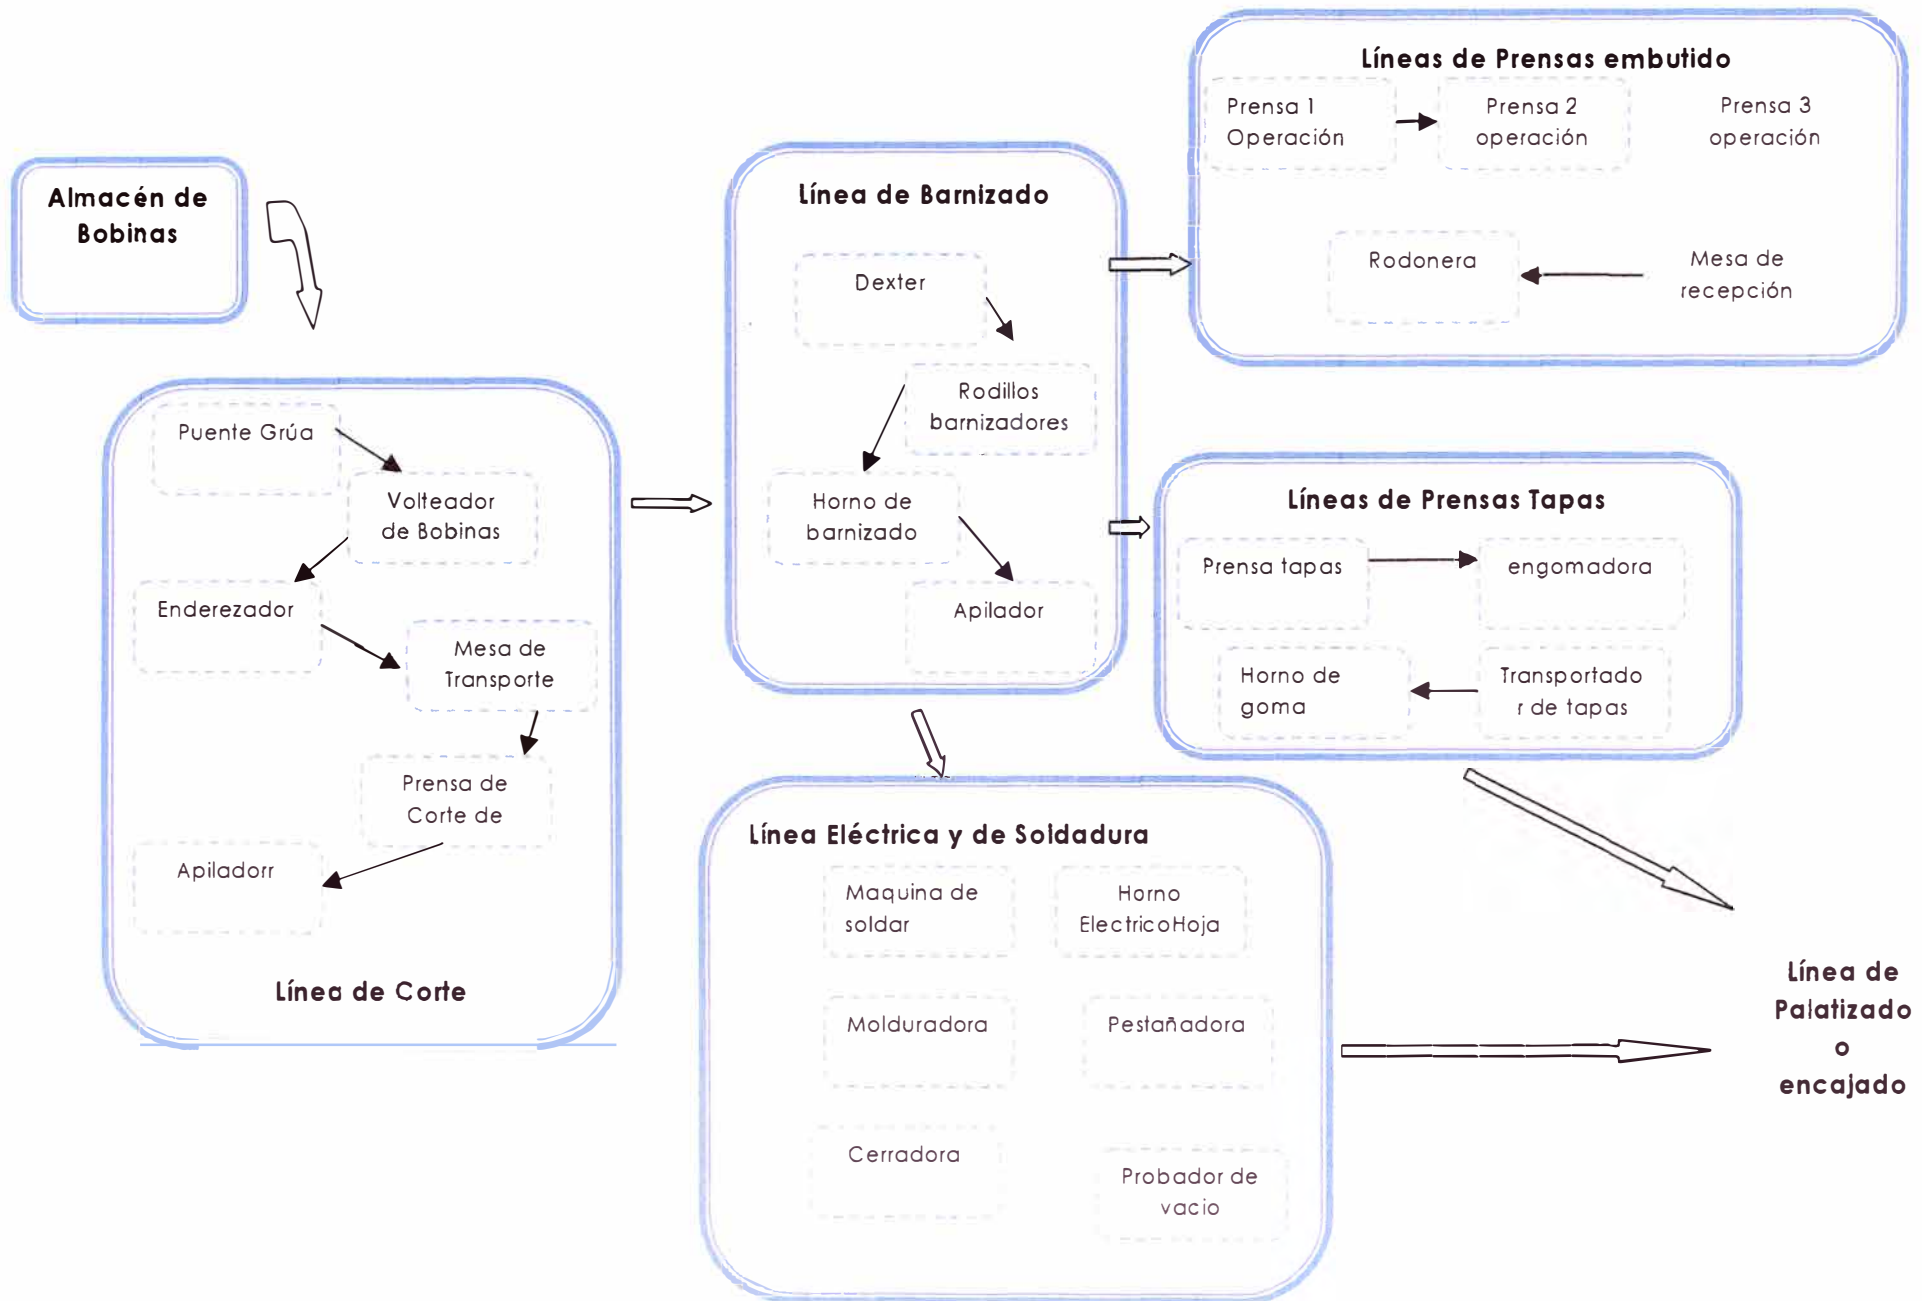 Almacén de
Bobinas
Puente Grúa
Volteador
de Bobinas
Enderezador
Mesa de
Transporte
Prensa de
Corte de
Apiladorr
Línea de Corte
Línea de Barnizado
Dexter
Rodillos
barnizadores
Horno de
barnizado
Apilador
Líneas de Prensas embutido
Prensa 1
Operación
Prensa 2
operación
Prensa 3
operación
Rodonera
Mesa de
recepción
Líneas de Prensas Tapas
Prensa tapas
engomadora
Horno de
goma
Transportado
r de tapas
Línea Eléctrica y de Soldadura
Maquina de
soldar
Horno
ElectricoHoja
Molduradora
Pestañadora
Cerradora
Probador de
vacio
Línea de
Palatizado
o
encajado